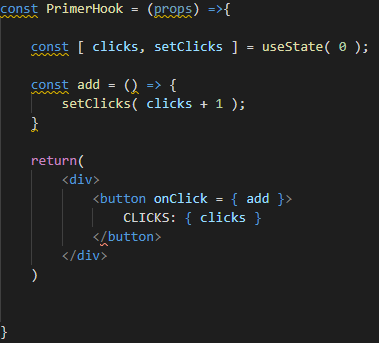 const PrimerHook = (props) =>{
const [ clicks, setClicks ] = useState( 0 );
const add = () => {
setClicks( clicks + 1 );
}
return(
<div>
<button onClick = { add }>
CLICKS: { clicks }
</button>
</div>
)
}